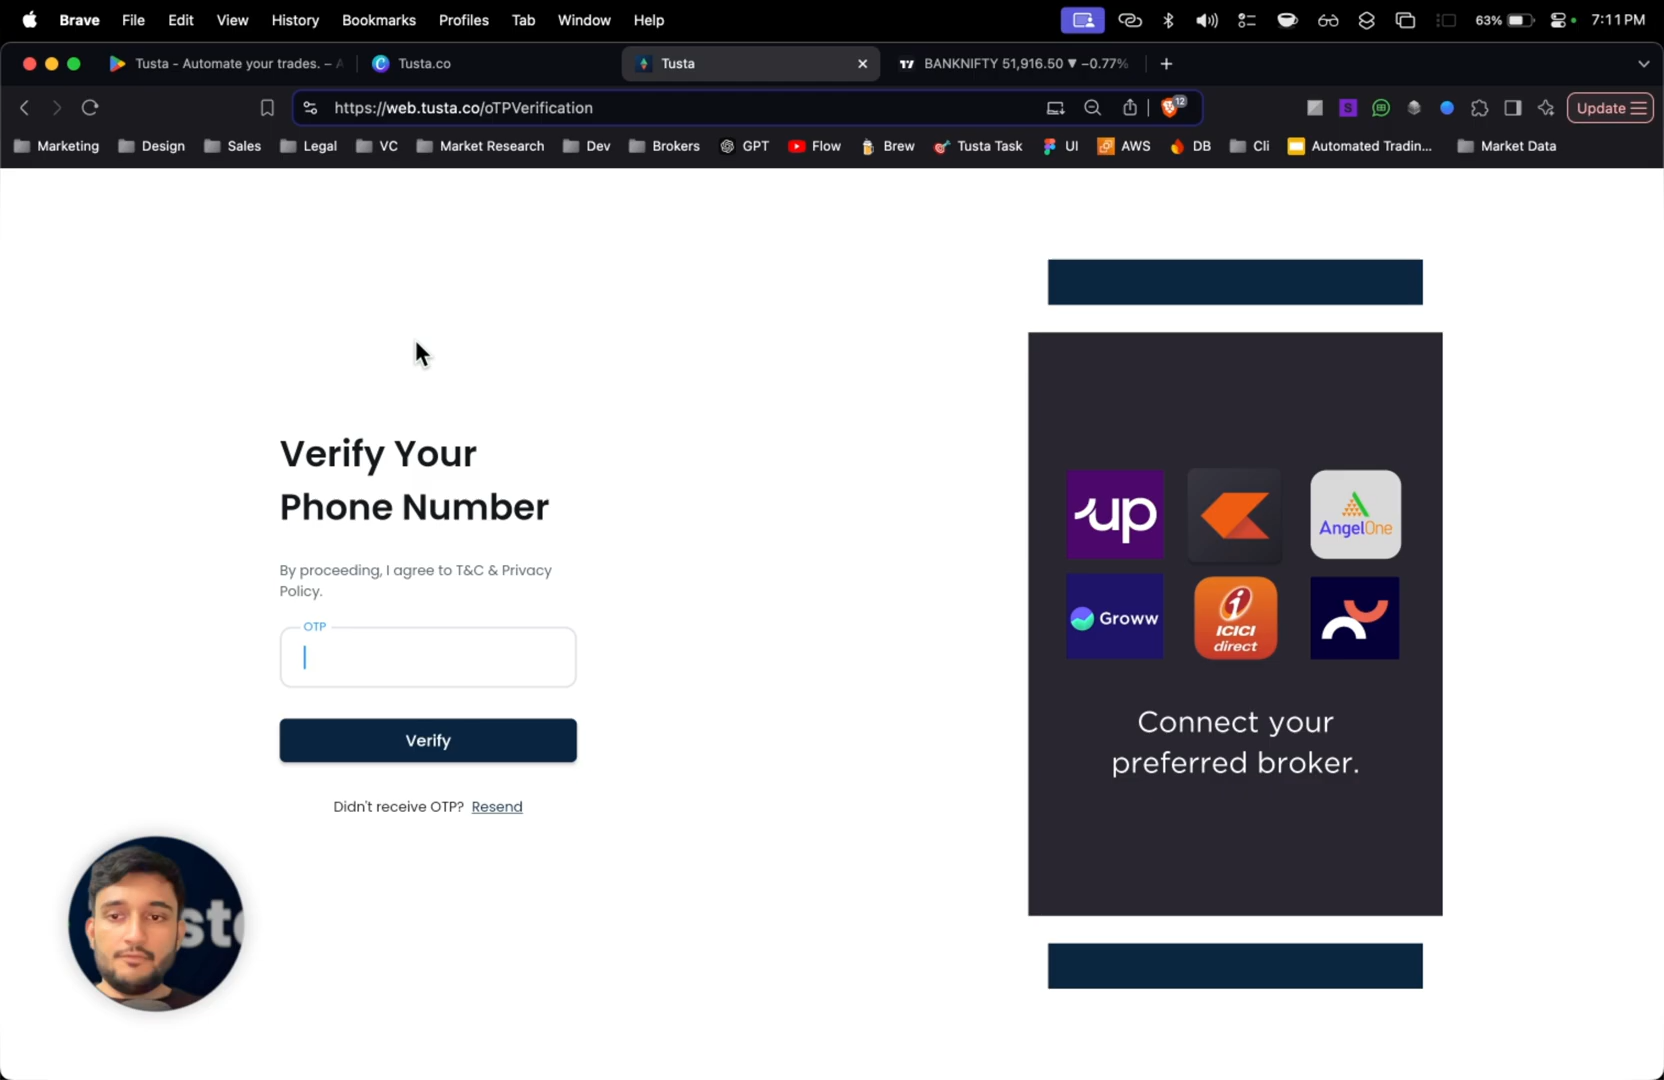 Brave File Edit View History Bookmarks Profiles Tab Window Help 63% 7:11 PM
Tusta - Automate your trades. – A Tusta.co Tusta BANKNIFTY 51,916.50 ▼ −0.77%
https://web.tusta.co/oTPVerification 12 S Update
Marketing Design Sales Legal VC Market Research Dev Brokers GPT Flow Brew Tusta Task UI AWS DB Cli Automated Tradin... Market Data
Verify Your
Phone Number
By proceeding, I agree to T&C & Privacy
Policy.
OTP
Verify
Didn't receive OTP? Resend
up
AngelOne
Groww
i
ICICI
direct
Connect your
preferred broker.